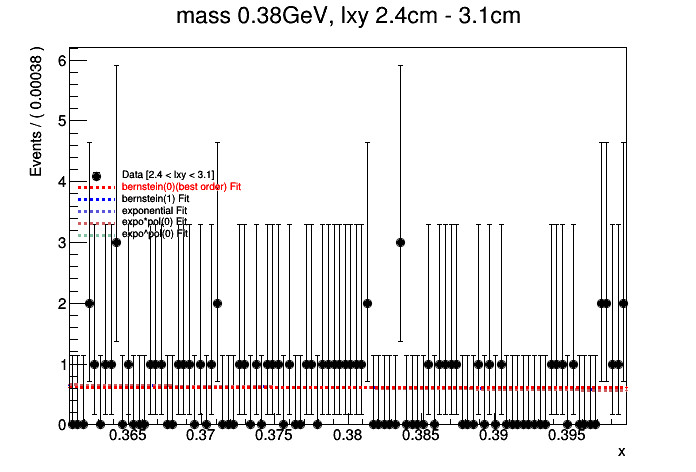 mass 0.38GeV, lxy 2.4cm - 3.1cm
Events / ( 0.00038 )
6
5
4
3
2
1
0
Data [2.4 < lxy < 3.1]
bernstein(0)(best order) Fit
bernstein(1) Fit
exponential Fit
expo*pol(0) Fit
expo^pol(0) Fit
0.365 0.37 0.375 0.38 0.385 0.39 0.395
x